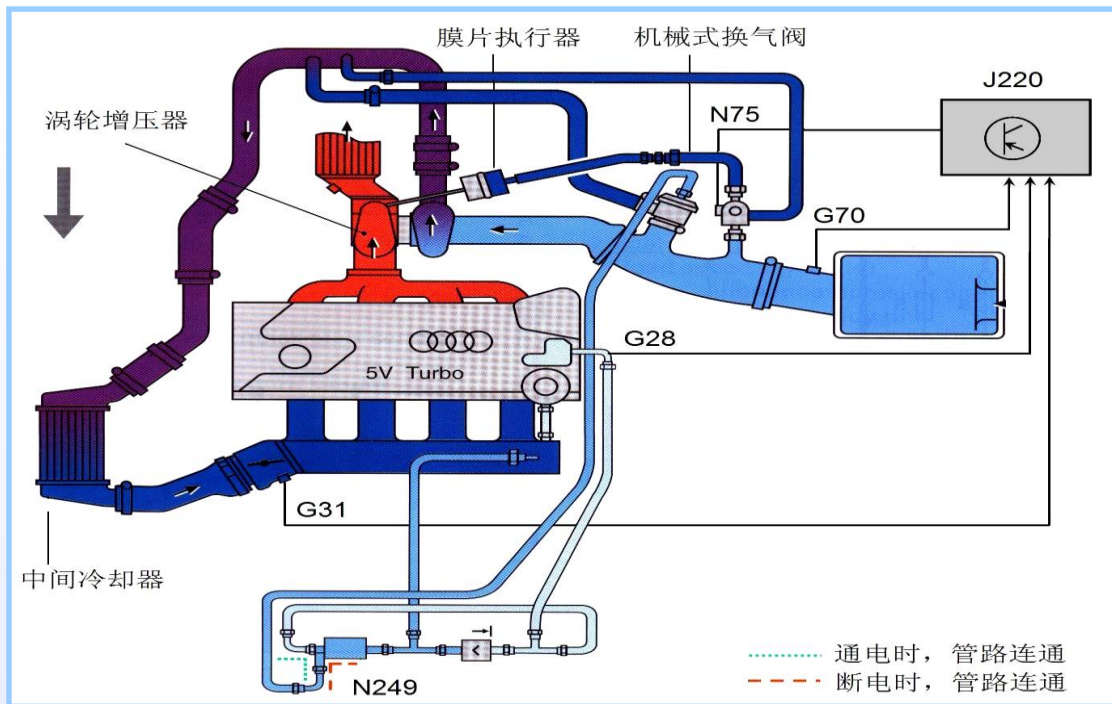 膜片执行器
机械式换气阀
J220
涡轮增压器
N75
G70
G28
5V Turbo
G31
中间冷却器
N249
通电时，管路连通
断电时，管路连通